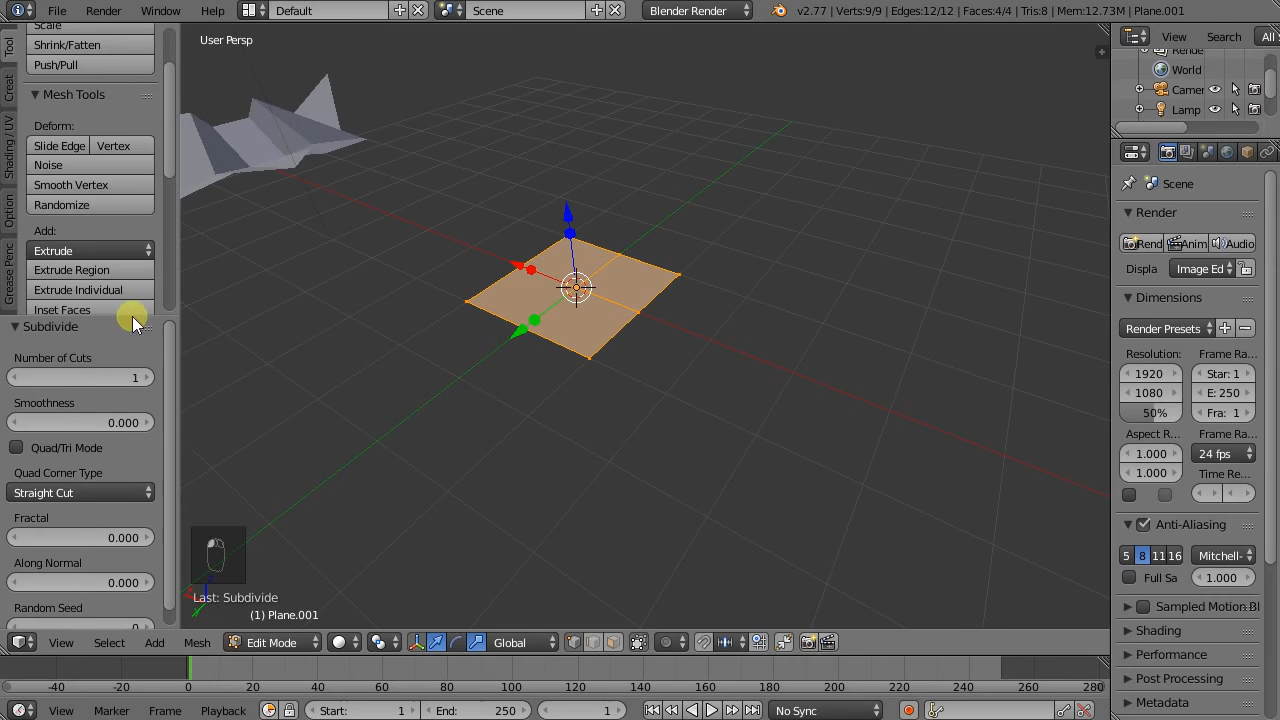 File Render Window Help Default Scene Blender Render v2.77 | Verts:9/9 | Edges:12/12 | Faces:4/4 | Tris:8 | Mem:12.73M | Plane.001
Tool
Creat
Shading / UV
Option
Grease Penc
Scale
Shrink/Fatten
Push/Pull
Mesh Tools
Deform:
Slide Edge Vertex
Noise
Smooth Vertex
Randomize
Add:
Extrude
Extrude Region
Extrude Individual
Inset Faces
Subdivide
Number of Cuts
1
Smoothness
0.000
Quad/Tri Mode
Quad Corner Type
Straight Cut
Fractal
0.000
Along Normal
0.000
Random Seed
0
User Persp
Last: Subdivide
(1) Plane.001
View Select Add Mesh Edit Mode Global
-40 -20 0 20 40 60 80 100 120 140 160 180 200 220 240 260 280
View Marker Frame Playback Start: 1 End: 250 1 No Sync
View Search All
Rende
World
Camer
Lamp
Scene
Render
Rend Anim Audio
Displa Image Ed
Dimensions
Render Presets
Resolution: Frame Ra...
1920 Star: 1
1080 E: 250
50% Fra: 1
Aspect R... Frame Ra...
1.000 24 fps
1.000 Time Re...
Anti-Aliasing
5 8 11 16 Mitchell-
Full Sa 1.000
Sampled Motion Bl
Shading
Performance
Post Processing
Metadata